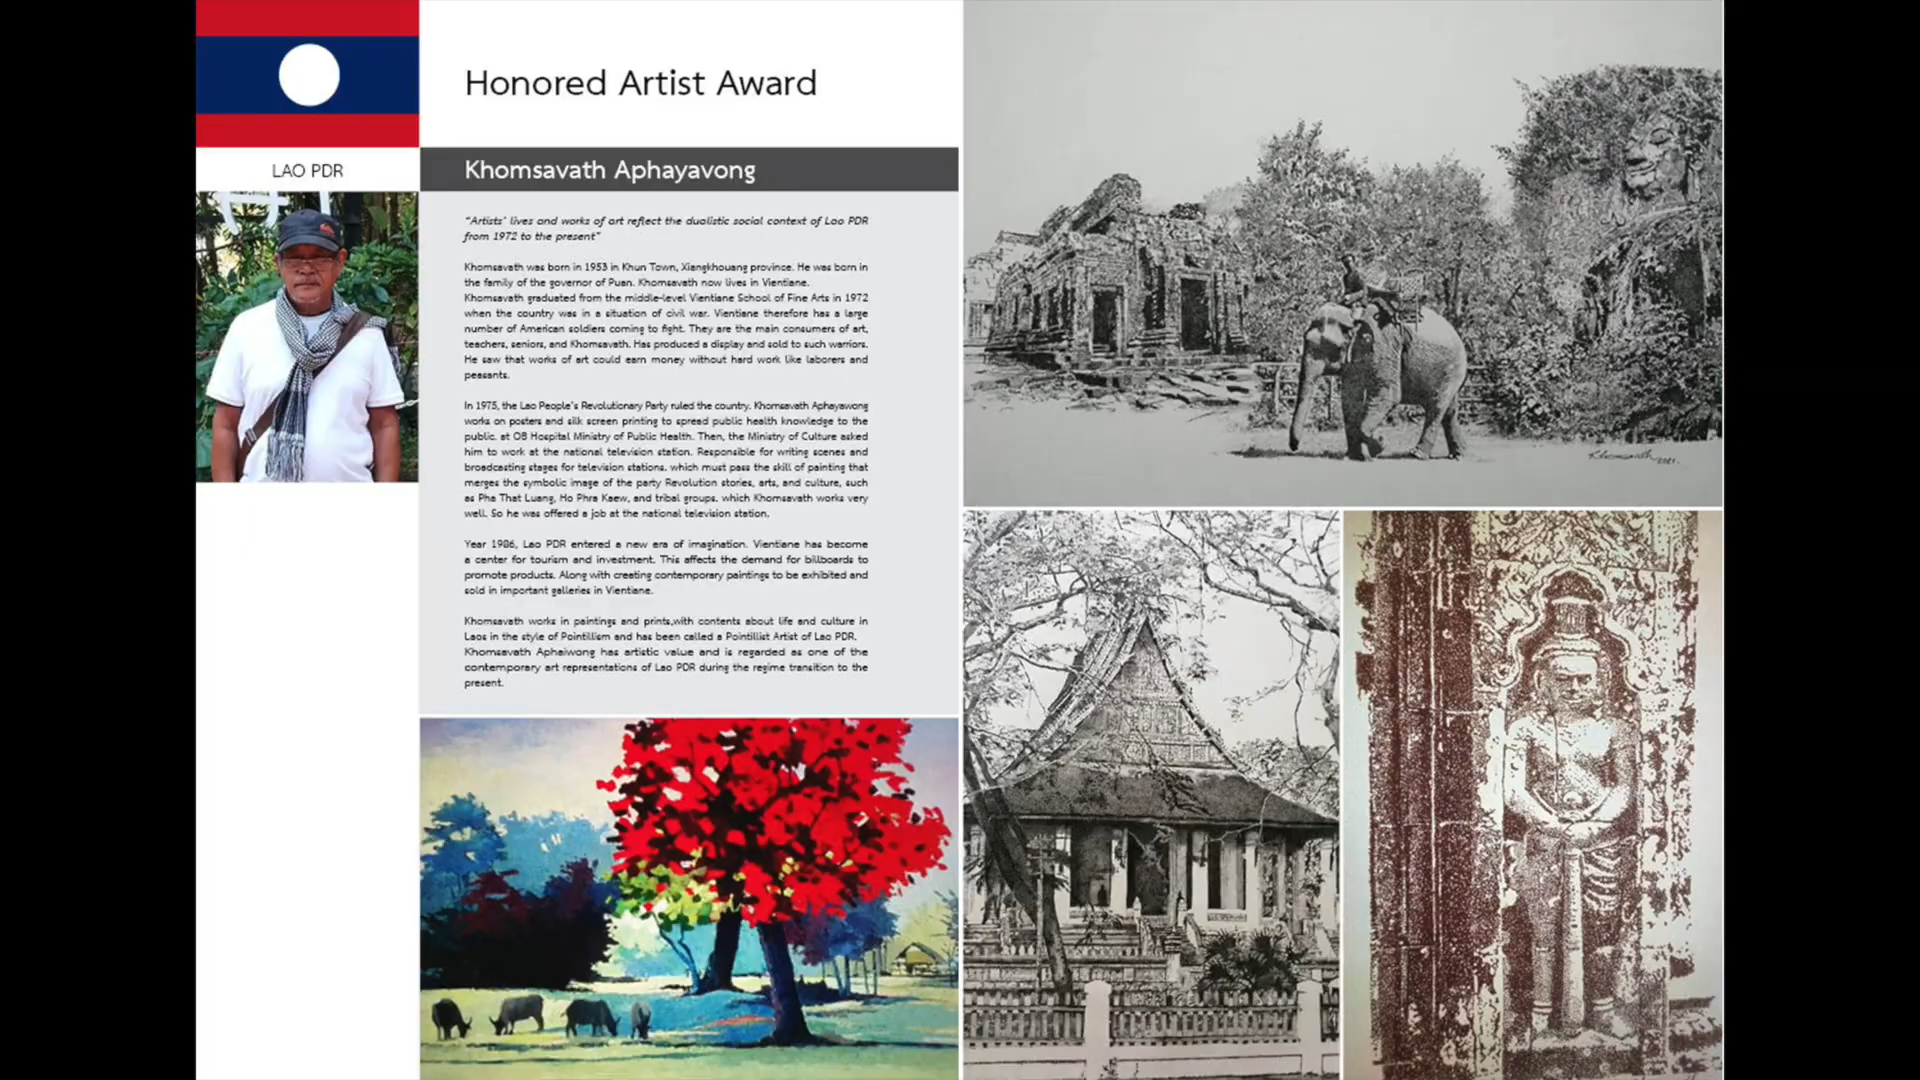 Honored Artist Award
LAO PDR
Khomsavath Aphayavong
"Artists' lives and works of art reflect the dualistic social context of Lao PDR
from 1972 to the present"
Khomsavath was born in 1953 in Khun Town, Xiangkhouang province. He was born in
the family of the governor of Puan. Khomsavath now lives in Vientiane.
Khomsavath graduated from the middle-level Vientiane School of Fine Arts in 1972
when the country was in a situation of civil war. Vientiane therefore has a large
number of American soldiers coming to fight. They are the main consumers of art,
teachers, seniors, and Khomsavath. Has produced a display and sold to such warriors.
He saw that works of art could earn money without hard work like laborers and
peasants.
In 1975, the Lao People's Revolutionary Party ruled the country. Khomsavath Aphayawong
works on posters and silk screen printing to spread public health knowledge to the
public. at OB Hospital Ministry of Public Health. Then, the Ministry of Culture asked
him to work at the national television station. Responsible for writing scenes and
broadcasting stages for television stations. which must pass the skill of painting that
merges the symbolic image of the party Revolution stories, arts, and culture, such
as Pha That Luang, Ho Phra Kaew, and tribal groups. which Khomsavath works very
well. So he was offered a job at the national television station.
Year 1986, Lao PDR entered a new era of imagination. Vientiane has become
a center for tourism and investment. This affects the demand for billboards to
promote products. Along with creating contemporary paintings to be exhibited and
sold in important galleries in Vientiane.
Khomsavath works in paintings and prints,with contents about life and culture in
Laos in the style of Pointillism and has been called a Pointillist Artist of Lao PDR.
Khomsavath Aphaiwong has artistic value and is regarded as one of the
contemporary art representations of Lao PDR during the regime transition to the
present.
Khomsavath 2021.